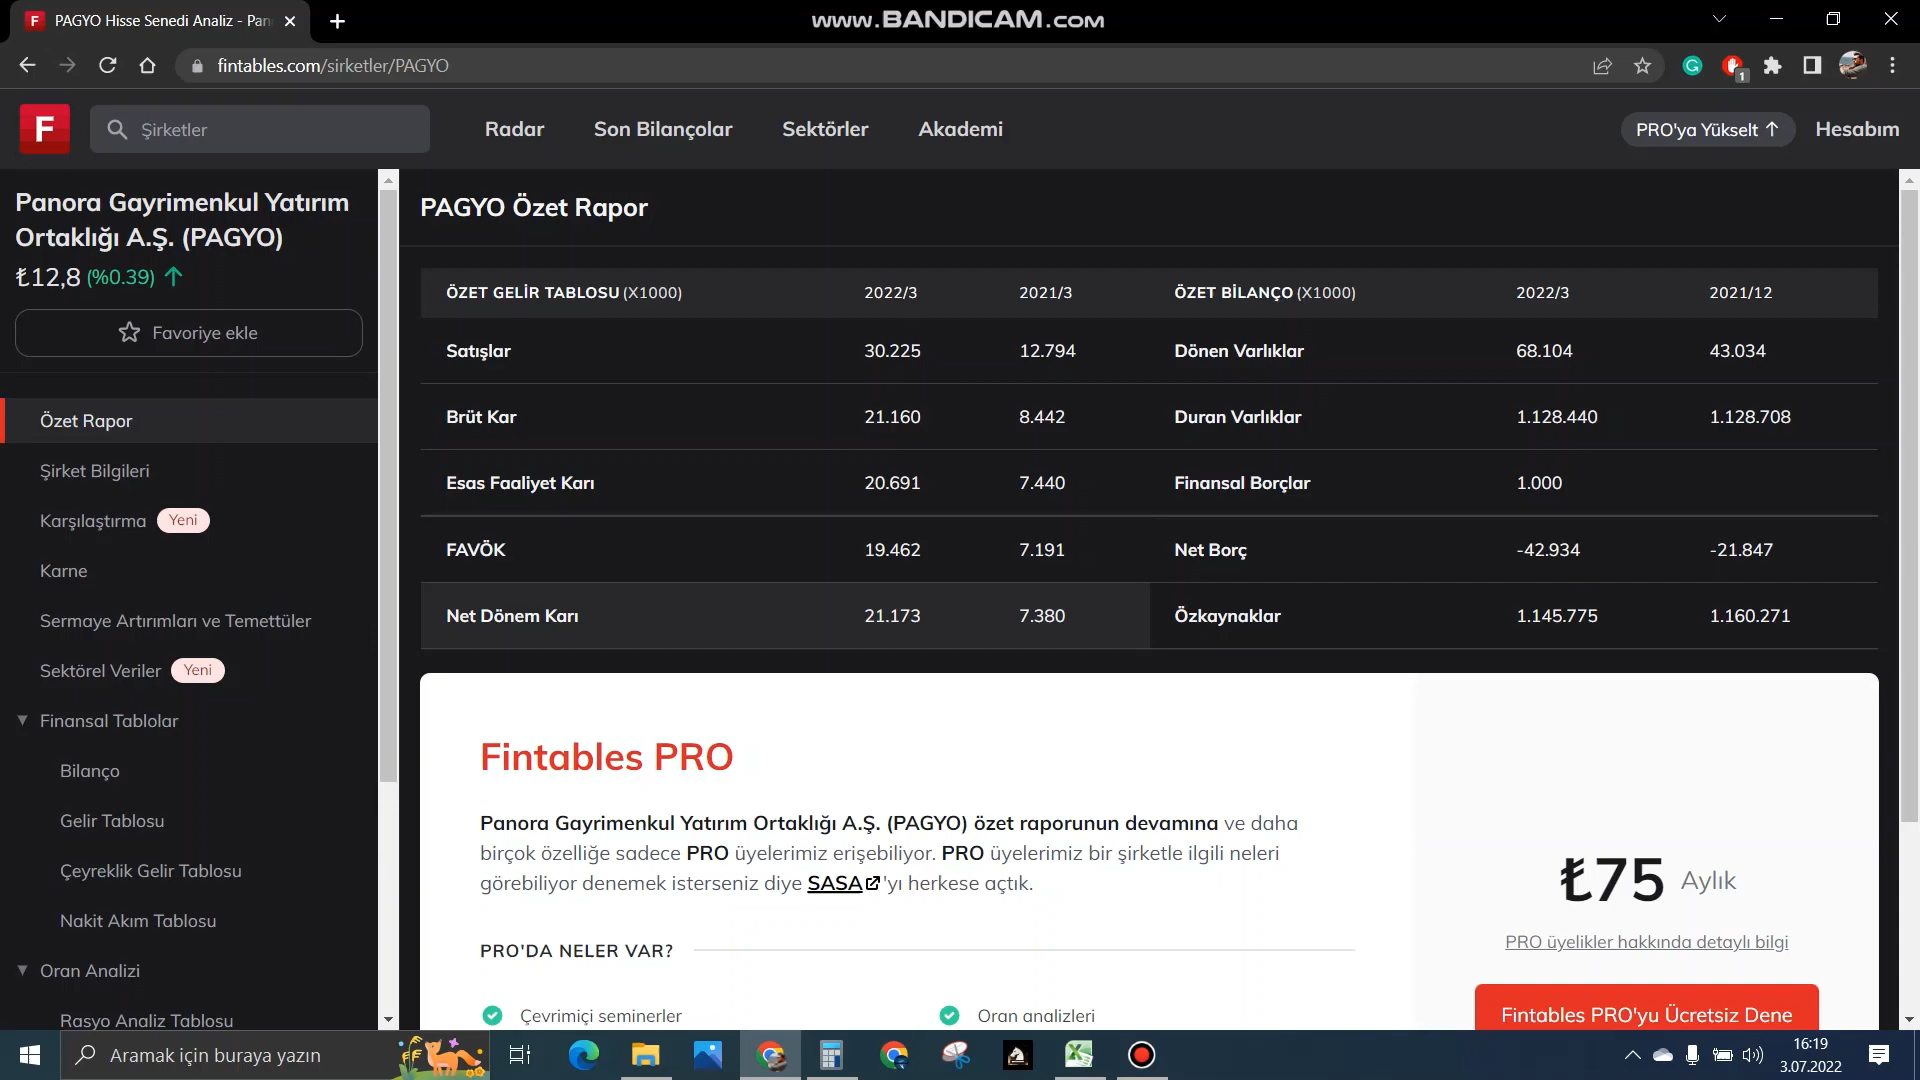 PAGYO Hisse Senedi Analiz - Pan
www.BANDICAM.com
fintables.com/sirketler/PAGYO
1
F
Şirketler
Radar
Son Bilançolar
Sektörler
Akademi
PRO'ya Yükselt ↑
Hesabım
Panora Gayrimenkul Yatırım
Ortaklığı A.Ş. (PAGYO)
₺12,8 (%0.39) ↑
Favoriye ekle
Özet Rapor
Şirket Bilgileri
Karşılaştırma Yeni
Karne
Sermaye Artırımları ve Temettüler
Sektörel Veriler Yeni
Finansal Tablolar
Bilanço
Gelir Tablosu
Çeyreklik Gelir Tablosu
Nakit Akım Tablosu
Oran Analizi
Rasyo Analiz Tablosu
PAGYO Özet Rapor
ÖZET GELİR TABLOSU (X1000) 2022/3 2021/3 ÖZET BİLANÇO (X1000) 2022/3 2021/12
Satışlar 30.225 12.794 Dönen Varlıklar 68.104 43.034
Brüt Kar 21.160 8.442 Duran Varlıklar 1.128.440 1.128.708
Esas Faaliyet Karı 20.691 7.440 Finansal Borçlar 1.000
FAVÖK 19.462 7.191 Net Borç -42.934 -21.847
Net Dönem Karı 21.173 7.380 Özkaynaklar 1.145.775 1.160.271
Fintables PRO
Panora Gayrimenkul Yatırım Ortaklığı A.Ş. (PAGYO) özet raporunun devamına ve daha
birçok özelliğe sadece PRO üyelerimiz erişebiliyor. PRO üyelerimiz bir şirketle ilgili neleri
görebiliyor denemek isterseniz diye SASA 'yı herkese açtık.
PRO'DA NELER VAR?
Çevrimiçi seminerler
Oran analizleri
₺75 Aylık
PRO üyelikler hakkında detaylı bilgi
Fintables PRO'yu Ücretsiz Dene
Aramak için buraya yazın
16:19
3.07.2022